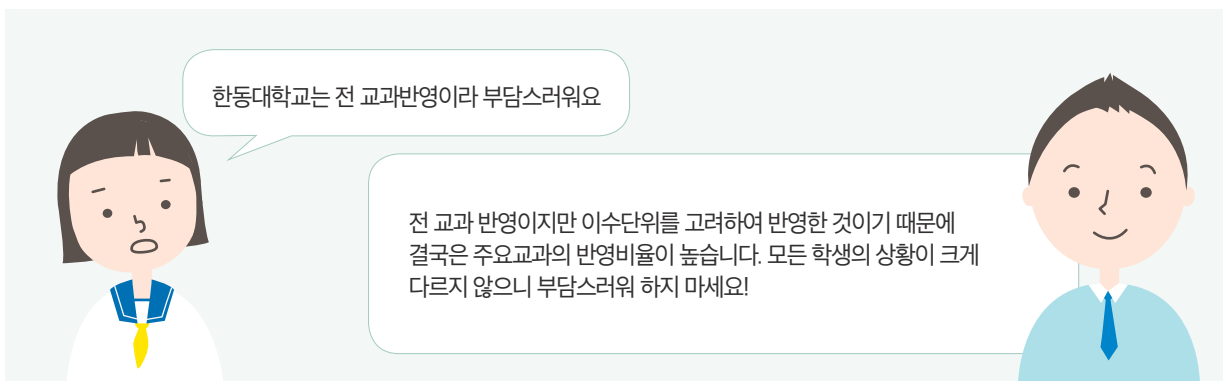 한동대학교는 전 교과반영이라 부담스러워요
전 교과 반영이지만 이수단위를 고려하여 반영한 것이기 때문에
결국은 주요교과의 반영비율이 높습니다. 모든 학생의 상황이 크게
다르지 않으니 부담스러워 하지 마세요!